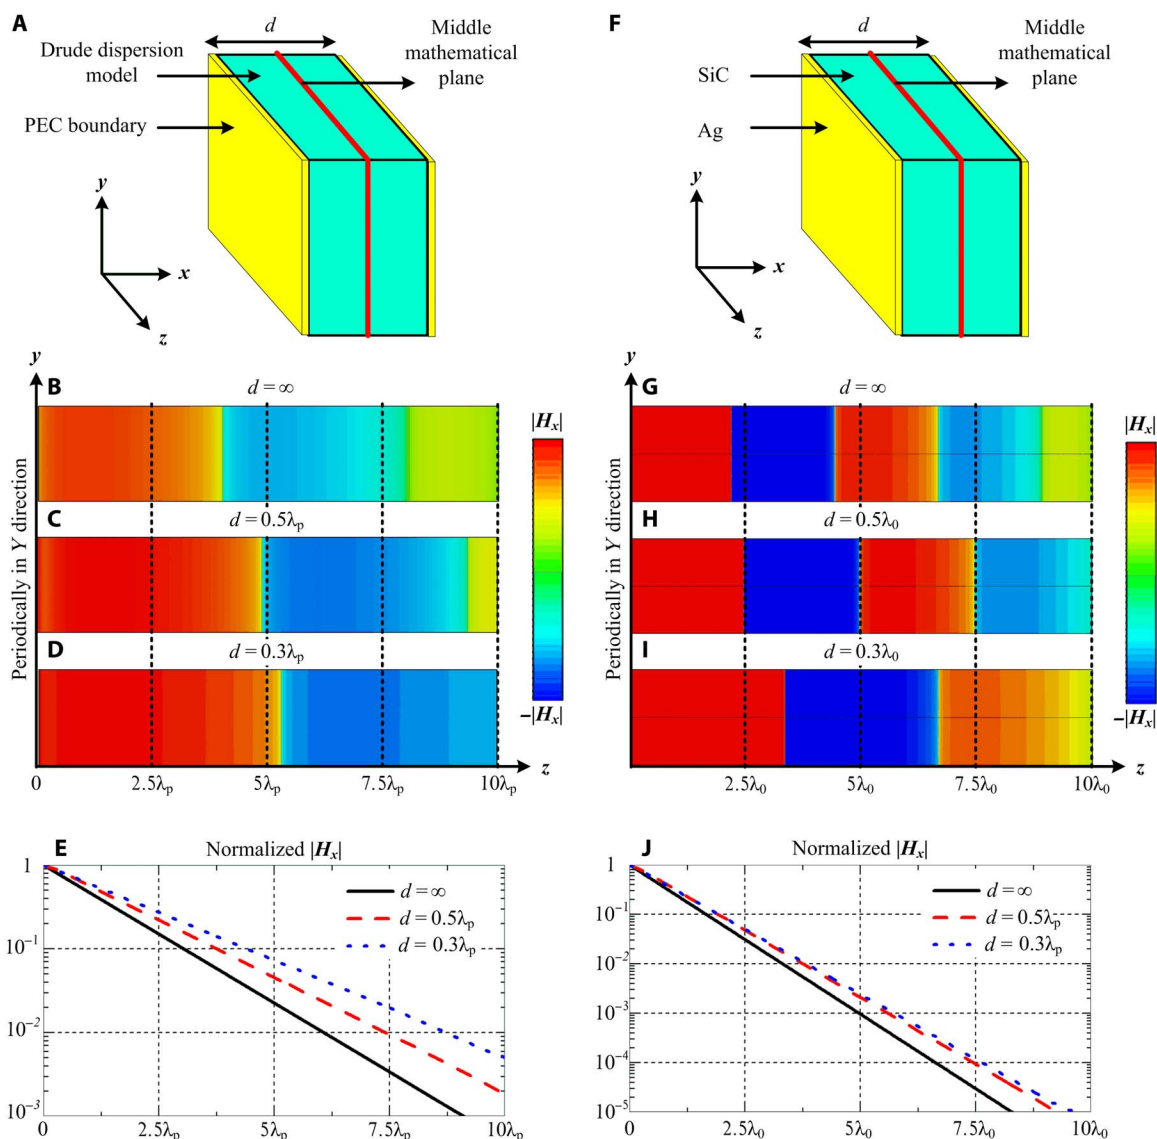 A
d
Drude dispersion
model
Middle
mathematical
plane
PEC boundary
y
x
z
F
d
SiC
Middle
mathematical
plane
Ag
y
x
z
y
Periodically in Y direction
B
d = ∞
C
d = 0.5λp
D
d = 0.3λp
|Hx|
−|Hx|
0
2.5λp
5λp
7.5λp
10λp
z
y
Periodically in Y direction
G
d = ∞
H
d = 0.5λ0
I
d = 0.3λ0
|Hx|
−|Hx|
2.5λ0
5λ0
7.5λ0
10λ0
z
E
Normalized |Hx|
d = ∞
d = 0.5λp
d = 0.3λp
1
10^-1
10^-2
10^-3
0
2.5λp
5λp
7.5λp
10λp
J
Normalized |Hx|
d = ∞
d = 0.5λp
d = 0.3λp
1
10^-1
10^-2
10^-3
10^-4
10^-5
0
2.5λ0
5λ0
7.5λ0
10λ0